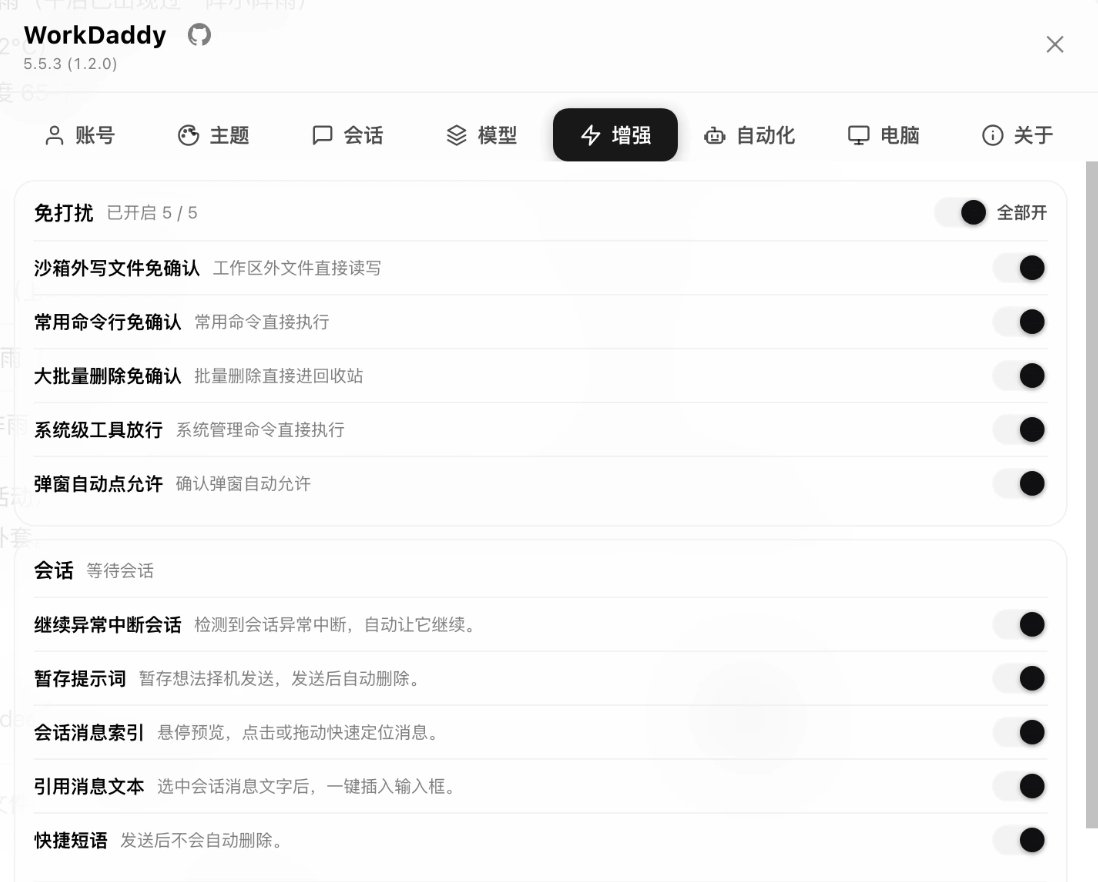 WorkDaddy
5.5.3 (1.2.0)
账号 主题 会话 模型 增强 自动化 电脑 关于
免打扰 已开启 5 / 5 全部开
沙箱外写文件免确认 工作区外文件直接读写
常用命令行免确认 常用命令直接执行
大批量删除免确认 批量删除直接进回收站
系统级工具放行 系统管理命令直接执行
弹窗自动点允许 确认弹窗自动允许
会话 等待会话
继续异常中断会话 检测到会话异常中断，自动让它继续。
暂存提示词 暂存想法择机发送，发送后自动删除。
会话消息索引 悬停预览，点击或拖动快速定位消息。
引用消息文本 选中会话消息文字后，一键插入输入框。
快捷短语 发送后不会自动删除。